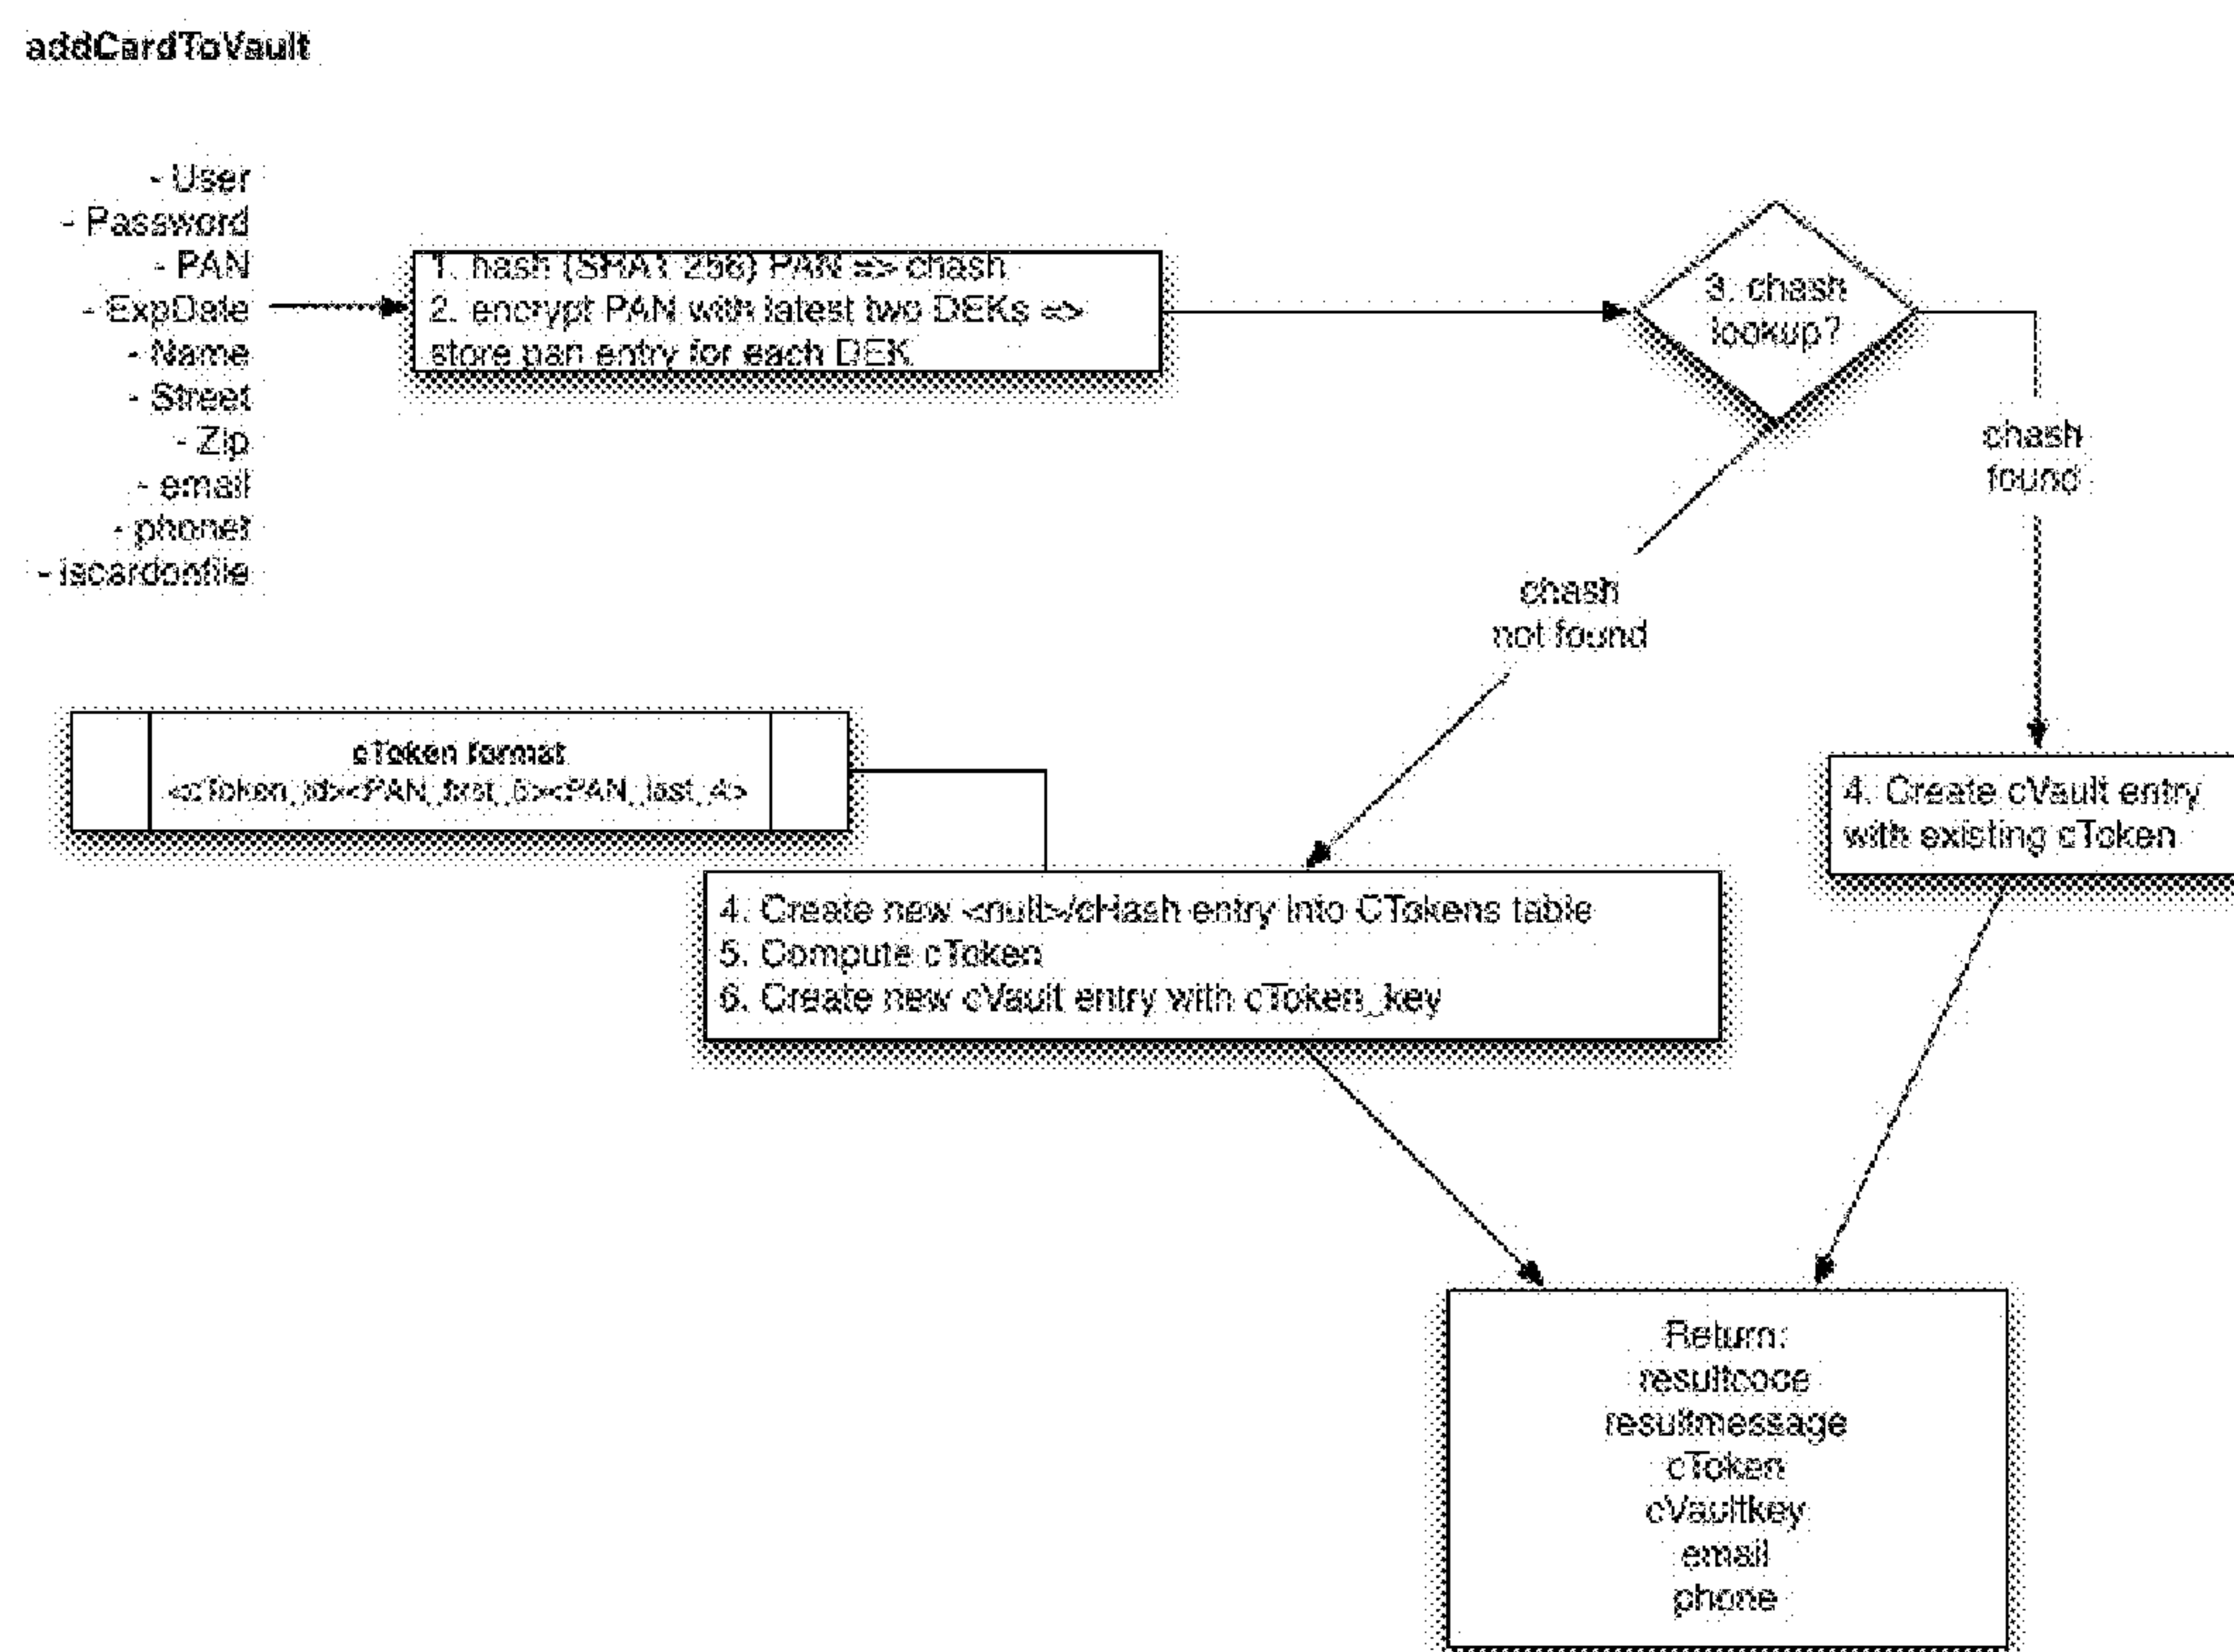 addCardToVault
- User
- Password
- PAN
- ExpDate
- Name
- Street
- Zip
- email
- phonet
- iscardonfile
1. hash (SHA1 256) PAN => chash
2. encrypt PAN with latest two DEKs =>
store pan entry for each DEK
3. chash
lookup?
chash
found
chash
not found
cToken format
<cToken_id><PAN_first_6><PAN_last_4>
4. Create cVault entry
with existing cToken
4. Create new <null>/cHash entry into CTokens table
5. Compute cToken
6. Create new cVault entry with cToken_key
Return:
resultcode
resultmessage
cToken
cVaultkey
email
phone